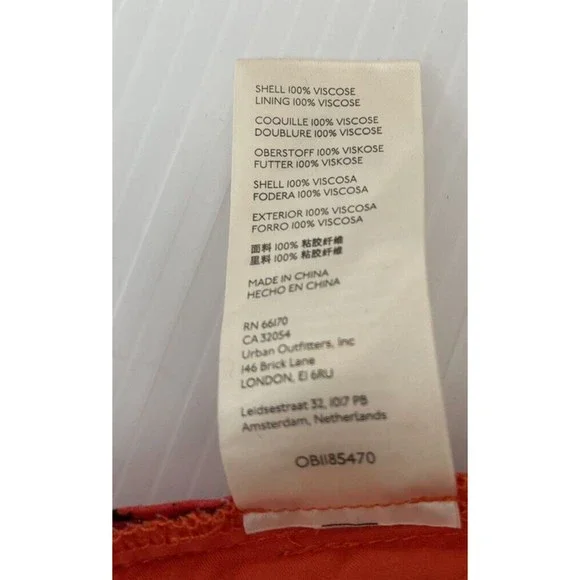 SHELL 100% VISCOSE
LINING 100% VISCOSE
COQUILLE 100% VISCOSE
DOUBLURE 100% VISCOSE
OBERSTOFF 100% VISKOSE
FUTTER 100% VISKOSE
SHELL 100% VISCOSA
FODERA 100% VISCOSA
EXTERIOR 100% VISCOSA
FORRO 100% VISCOSA
面料 100% 粘胶纤维
里料 100% 粘胶纤维
MADE IN CHINA
HECHO EN CHINA
RN 66170
CA 32054
Urban Outfitters, Inc
146 Brick Lane
LONDON, E1 6RU
Leidsestraat 32, 1017 PB
Amsterdam, Netherlands
OB1185470